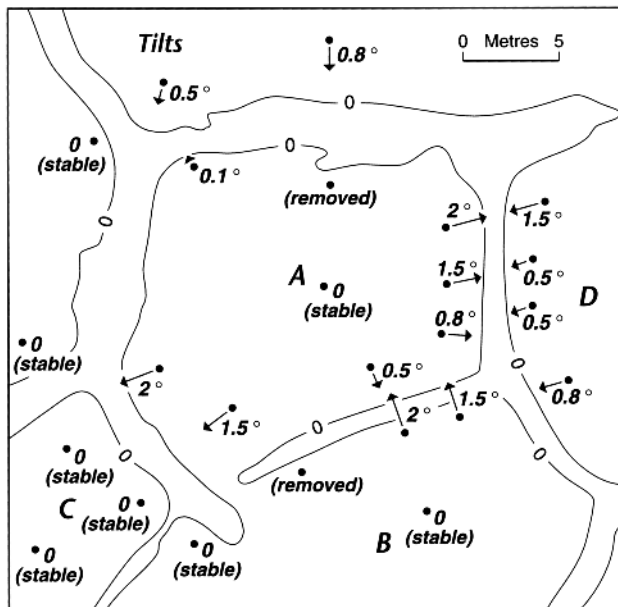 Tilts
0 Metres 5
0.8°
0.5°
0
0
(stable)
0
0.1°
(removed)
0
2°
1.5°
A
0
(stable)
1.5°
0.5°
D
0.8°
0.5°
0
(stable)
2°
0.5°
0
0.8°
1.5°
2°
1.5°
0
0
(stable)
0
(removed)
0
C
0
(stable)
B
0
(stable)
0
(stable)
0
(stable)